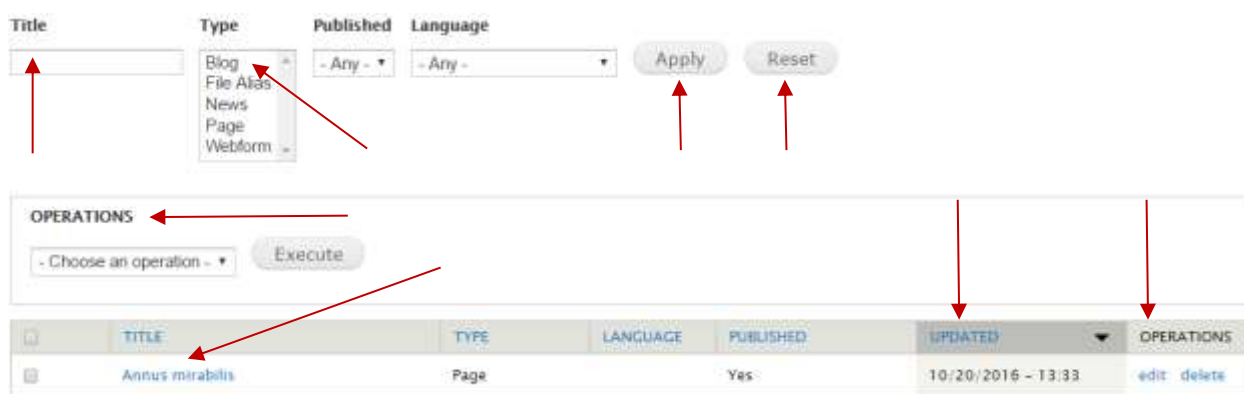 Title Type Published Language
Blog - Any - - Any - Apply Reset
File Alias
News
Page
Webform
OPERATIONS
- Choose an operation - Execute
TITLE TYPE LANGUAGE PUBLISHED UPDATED OPERATIONS
Annus mirabilis Page Yes 10/20/2016 - 13:33 edit delete